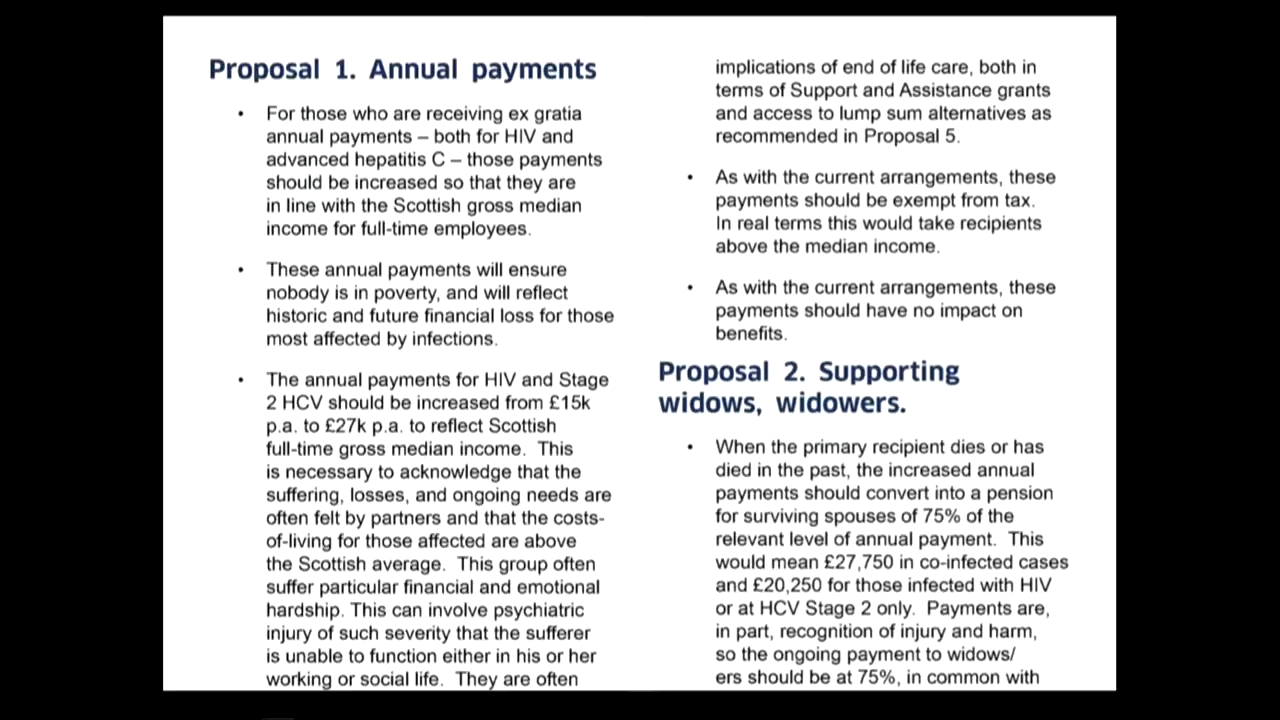 Proposal 1. Annual payments
• For those who are receiving ex gratia
annual payments – both for HIV and
advanced hepatitis C – those payments
should be increased so that they are
in line with the Scottish gross median
income for full-time employees.
• These annual payments will ensure
nobody is in poverty, and will reflect
historic and future financial loss for those
most affected by infections.
• The annual payments for HIV and Stage
2 HCV should be increased from £15k
p.a. to £27k p.a. to reflect Scottish
full-time gross median income. This
is necessary to acknowledge that the
suffering, losses, and ongoing needs are
often felt by partners and that the costs-
of-living for those affected are above
the Scottish average. This group often
suffer particular financial and emotional
hardship. This can involve psychiatric
injury of such severity that the sufferer
is unable to function either in his or her
working or social life. They are often
implications of end of life care, both in
terms of Support and Assistance grants
and access to lump sum alternatives as
recommended in Proposal 5.
• As with the current arrangements, these
payments should be exempt from tax.
In real terms this would take recipients
above the median income.
• As with the current arrangements, these
payments should have no impact on
benefits.
Proposal 2. Supporting
widows, widowers.
• When the primary recipient dies or has
died in the past, the increased annual
payments should convert into a pension
for surviving spouses of 75% of the
relevant level of annual payment. This
would mean £27,750 in co-infected cases
and £20,250 for those infected with HIV
or at HCV Stage 2 only. Payments are,
in part, recognition of injury and harm,
so the ongoing payment to widows/
ers should be at 75%, in common with